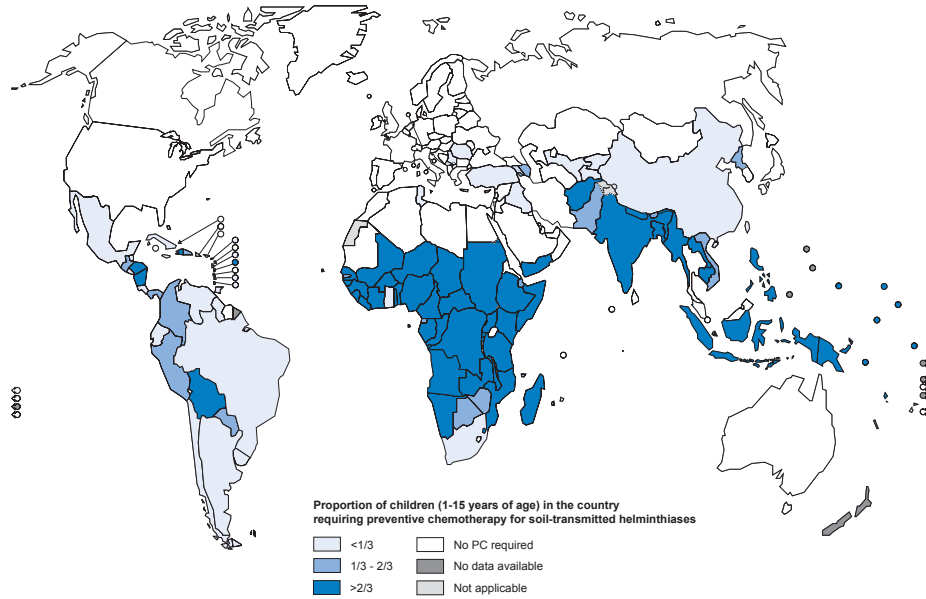 Proportion of children (1-15 years of age) in the country
requiring preventive chemotherapy for soil-transmitted helminthiases
<1/3
No PC required
1/3 - 2/3
No data available
>2/3
Not applicable